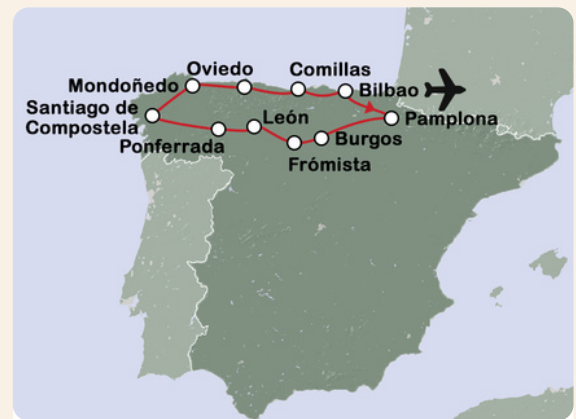 Oviedo
Comillas
Mondoñedo
Bilbao
Santiago de
Compostela
León
Pamplona
Ponferrada
Burgos
Frómista